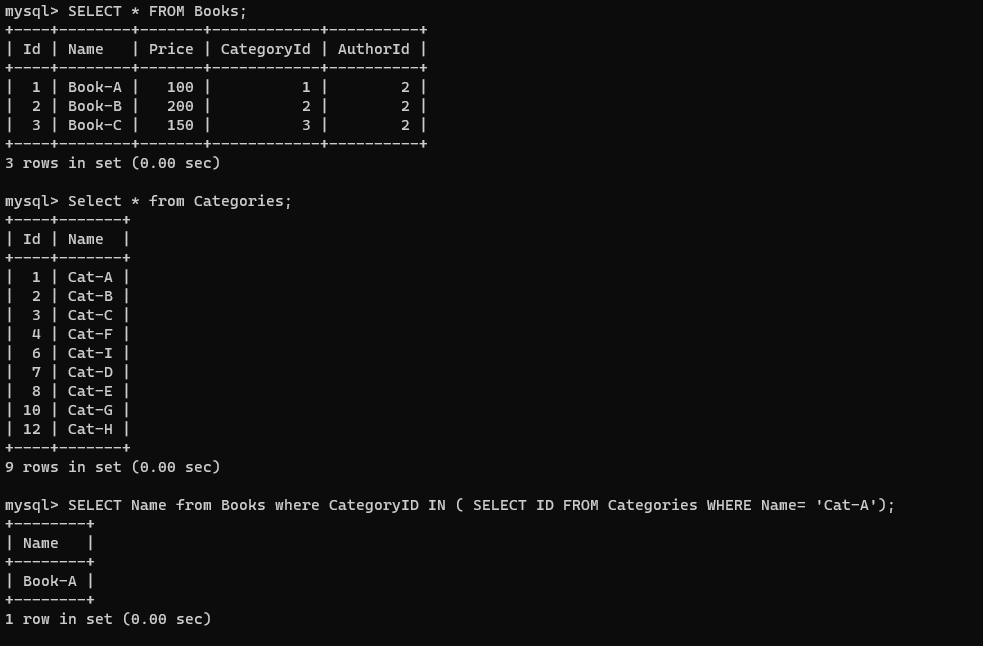 mysql> SELECT * FROM Books;
+----+--------+-------+------------+----------+
| Id | Name   | Price | CategoryId | AuthorId |
+----+--------+-------+------------+----------+
|  1 | Book-A |   100 |          1 |        2 |
|  2 | Book-B |   200 |          2 |        2 |
|  3 | Book-C |   150 |          3 |        2 |
+----+--------+-------+------------+----------+
3 rows in set (0.00 sec)

mysql> Select * from Categories;
+----+-------+
| Id | Name  |
+----+-------+
|  1 | Cat-A |
|  2 | Cat-B |
|  3 | Cat-C |
|  4 | Cat-F |
|  6 | Cat-I |
|  7 | Cat-D |
|  8 | Cat-E |
| 10 | Cat-G |
| 12 | Cat-H |
+----+-------+
9 rows in set (0.00 sec)

mysql> SELECT Name from Books where CategoryID IN ( SELECT ID FROM Categories WHERE Name= 'Cat-A');
+--------+
| Name   |
+--------+
| Book-A |
+--------+
1 row in set (0.00 sec)